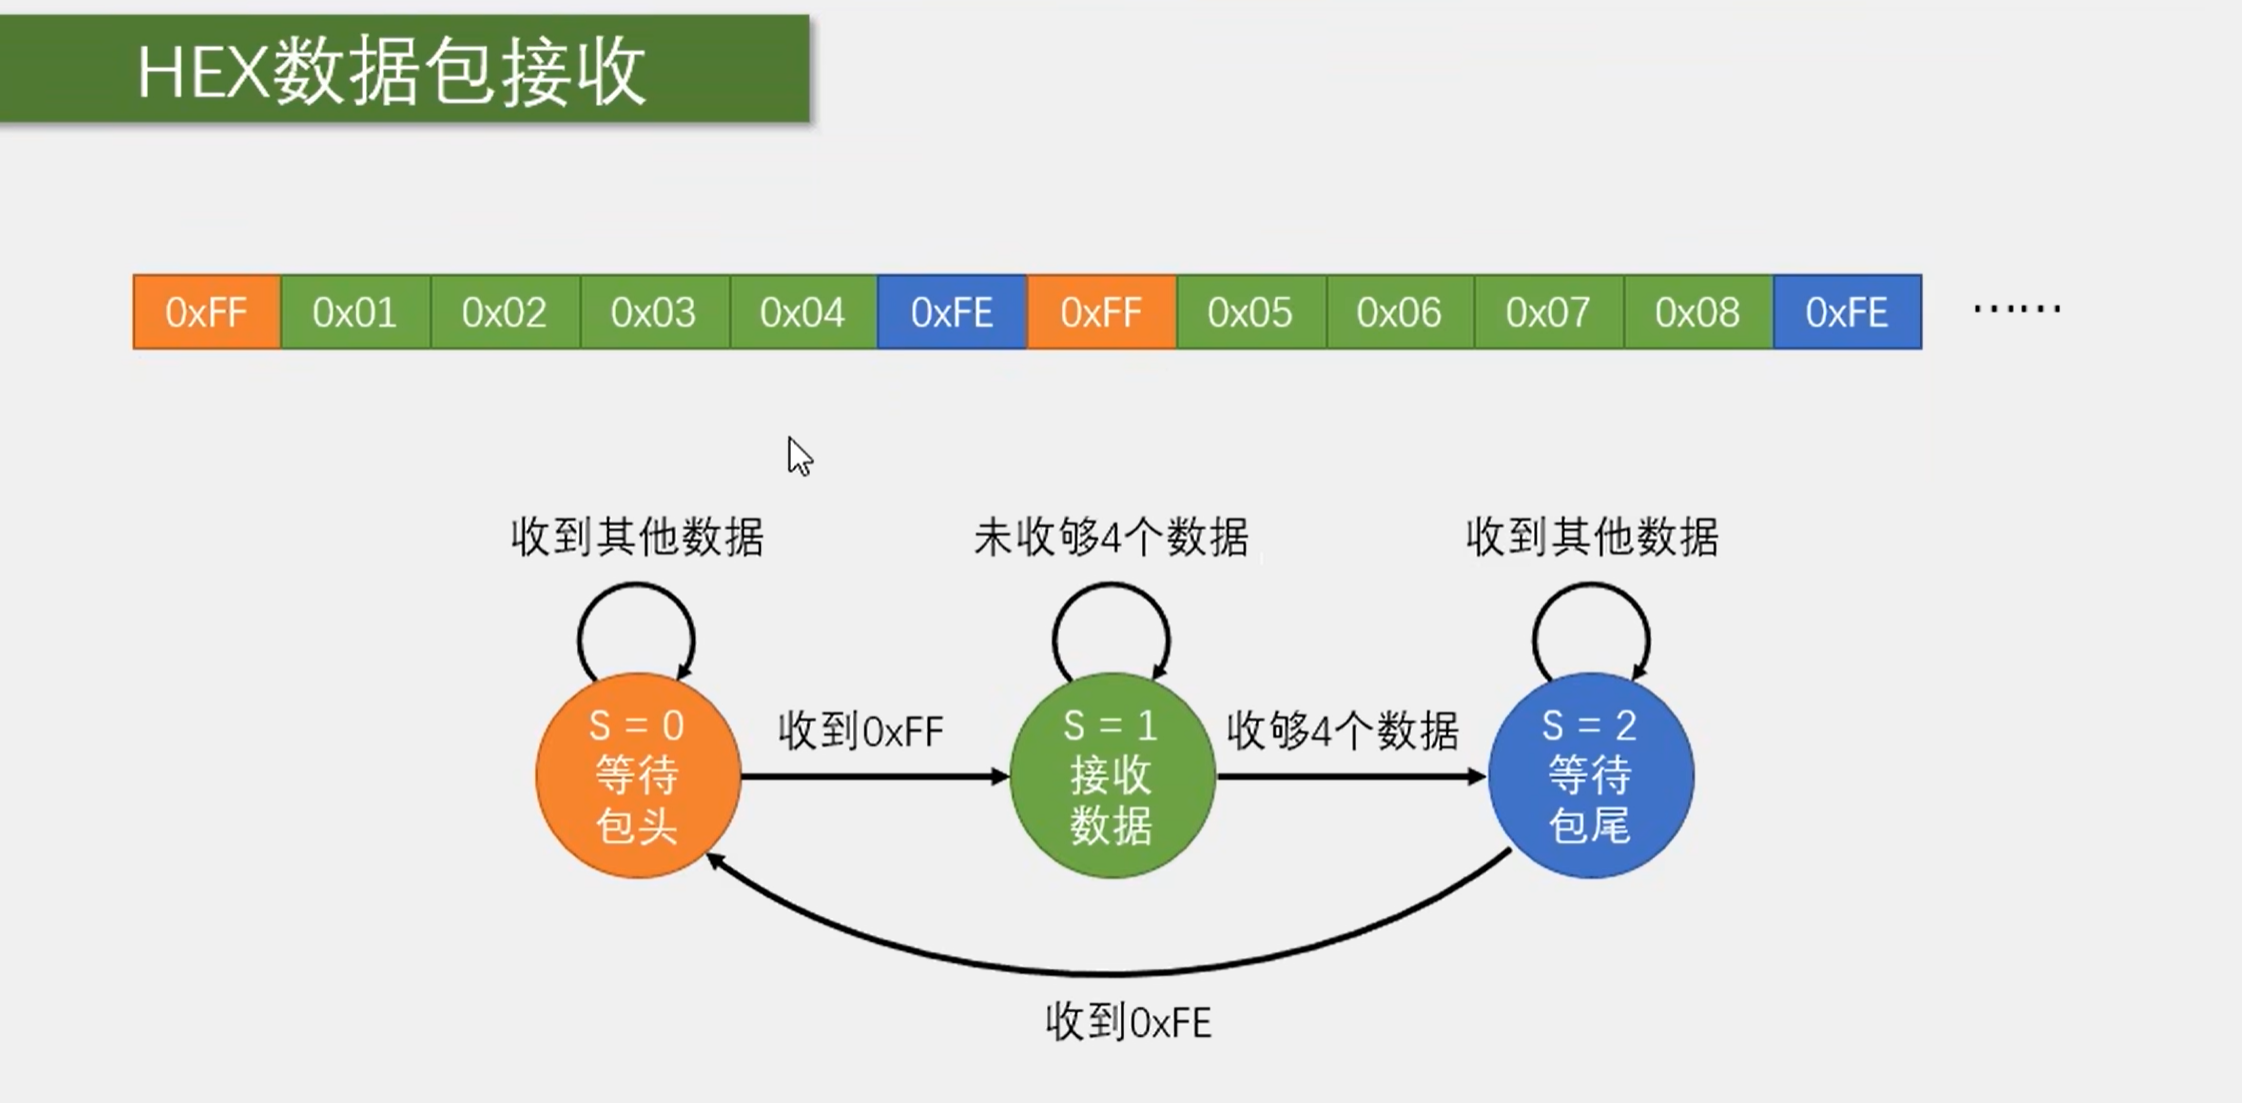 HEX数据包接收
0xFF 0x01 0x02 0x03 0x04 0xFE 0xFF 0x05 0x06 0x07 0x08 0xFE ……
收到其他数据 未收够4个数据 收到其他数据
S = 0
等待
包头
收到0xFF
S = 1
接收
数据
收够4个数据
S = 2
等待
包尾
收到0xFE